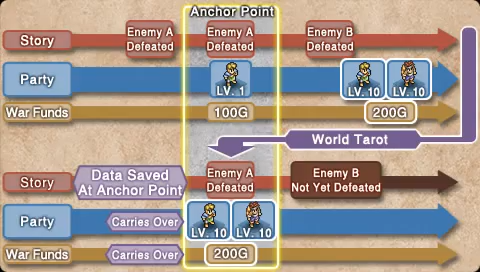 Anchor Point
Story
Enemy A
Defeated
Enemy A
Defeated
Enemy B
Defeated
Party
LV. 1
LV. 10
LV. 10
War Funds
100G
200G
World Tarot
Story
Data Saved
At Anchor Point
Enemy A
Defeated
Enemy B
Not Yet Defeated
Party
Carries Over
LV. 10
LV. 10
War Funds
Carries Over
200G